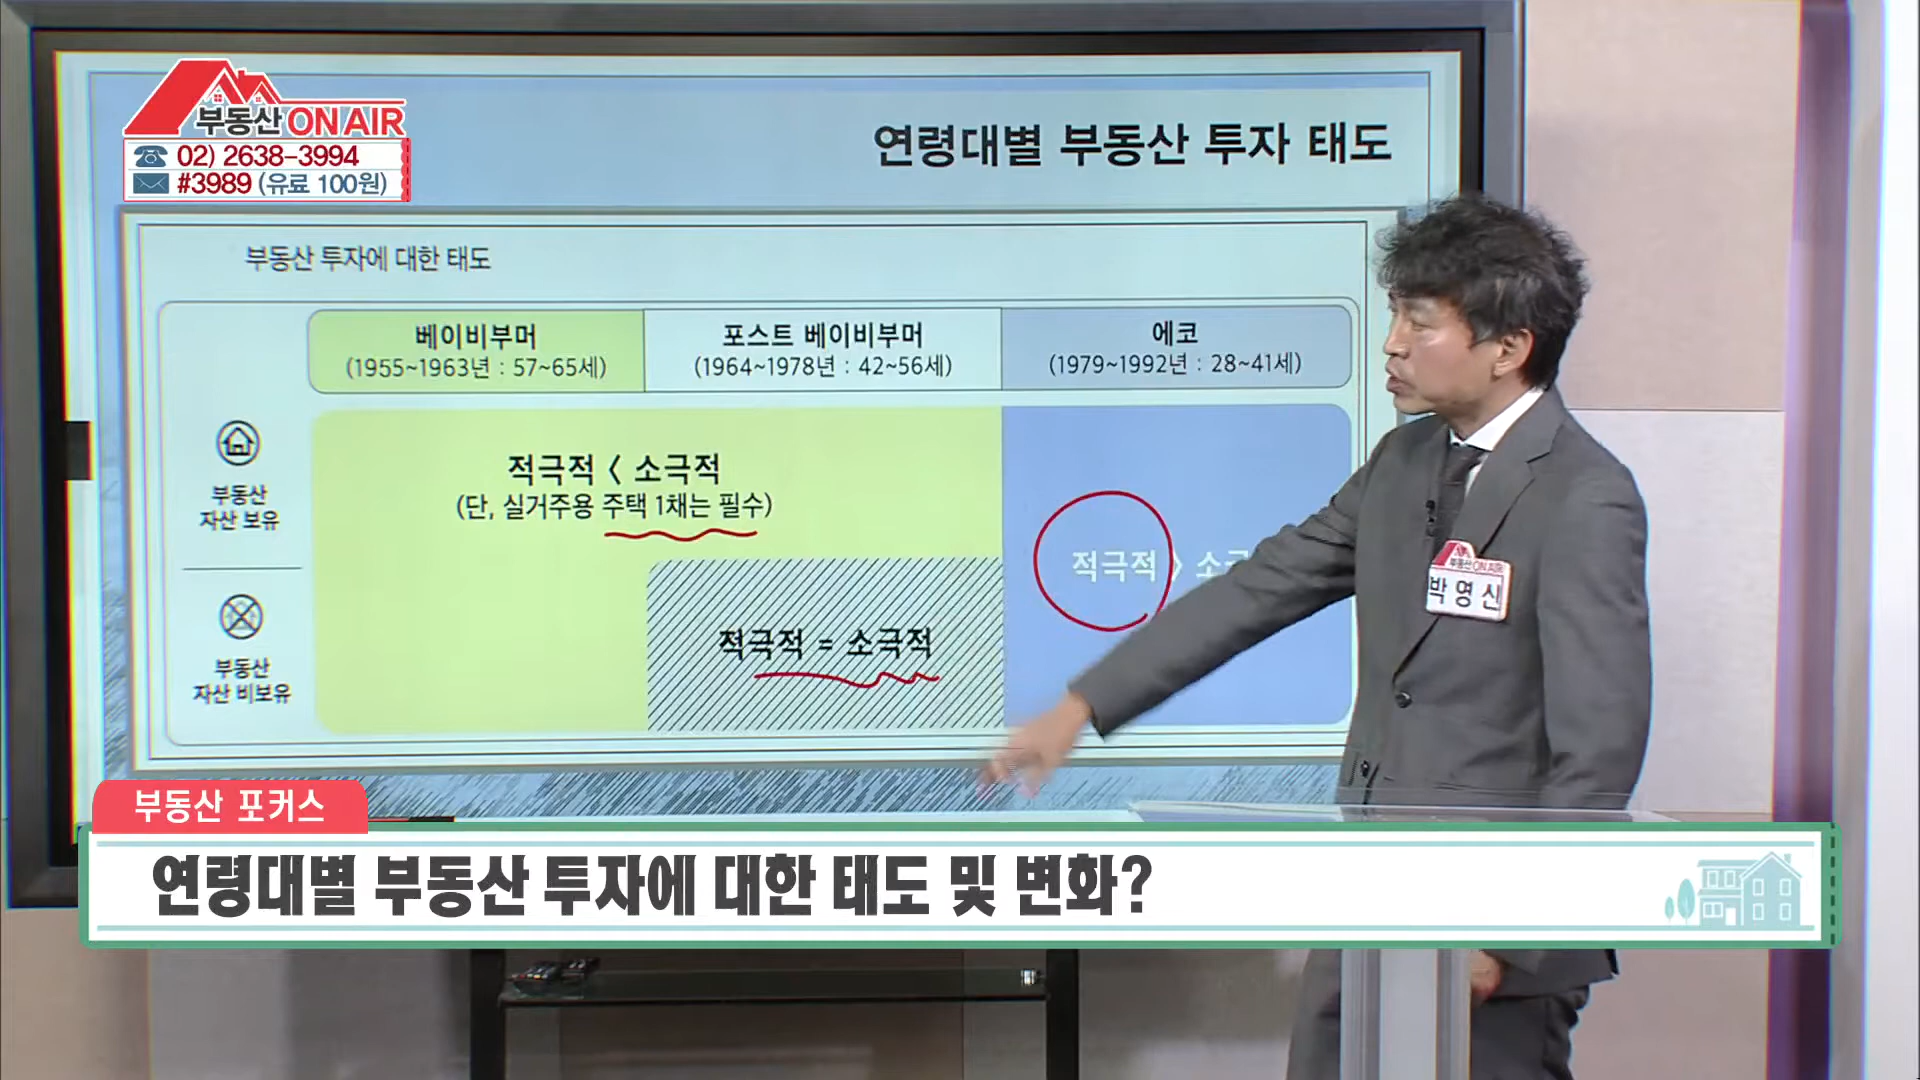 부동산 ON AIR
02) 2638-3994
#3989 (유료 100원)
연령대별 부동산 투자 태도
부동산 투자에 대한 태도
베이비부머
(1955~1963년 : 57~65세)
포스트 베이비부머
(1964~1978년 : 42~56세)
에코
(1979~1992년 : 28~41세)
부동산
자산 보유
적극적 < 소극적
(단, 실거주용 주택 1채는 필수)
적극적 > 소극
부동산
자산 비보유
적극적 = 소극적
부동산 ON AIR
박영신
부동산 포커스
연령대별 부동산 투자에 대한 태도 및 변화?